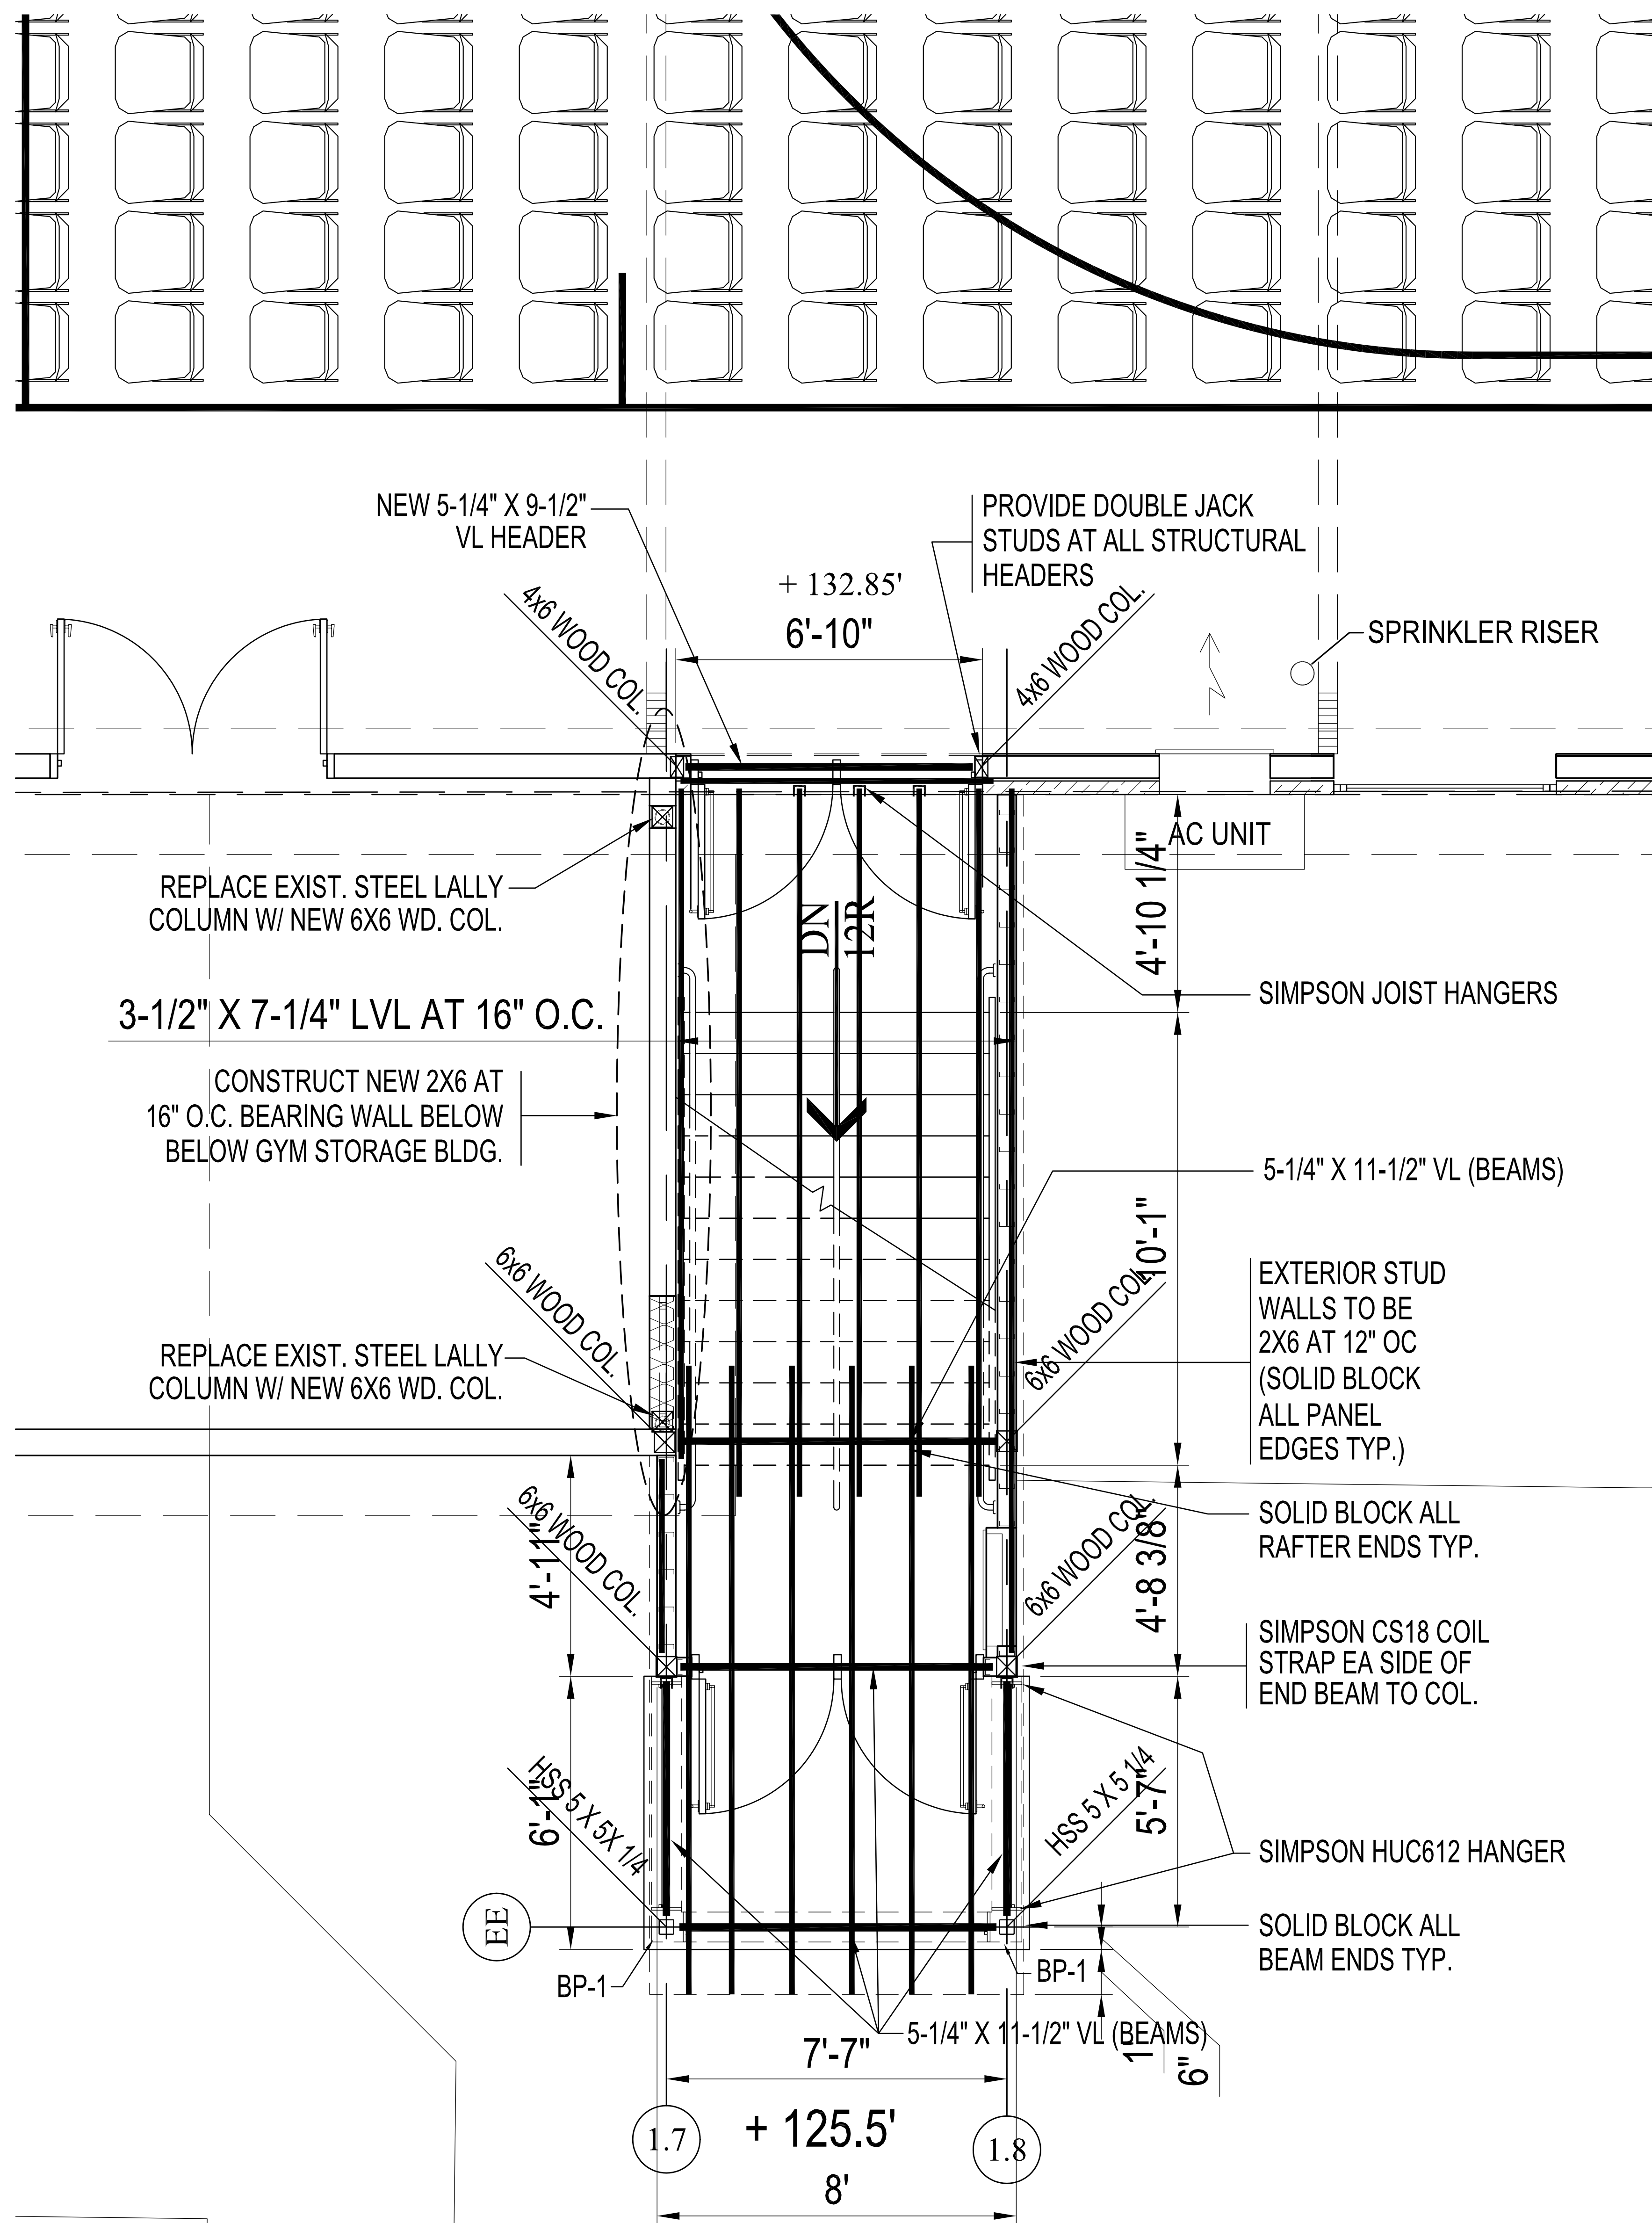 NEW 5-1/4" X 9-1/2"
VL HEADER
PROVIDE DOUBLE JACK
STUDS AT ALL STRUCTURAL
HEADERS
+ 132.85'
6'-10"
4x6 WOOD COL.
4x6 WOOD COL.
SPRINKLER RISER
AC UNIT
4'-10 1/4"
REPLACE EXIST. STEEL LALLY
COLUMN W/ NEW 6X6 WD. COL.
DN
12R
SIMPSON JOIST HANGERS
3-1/2" X 7-1/4" LVL AT 16" O.C.
CONSTRUCT NEW 2X6 AT
16" O.C. BEARING WALL BELOW
BELOW GYM STORAGE BLDG.
5-1/4" X 11-1/2" VL (BEAMS)
10'-1"
6x6 WOOD COL.
6x6 WOOD COL.
EXTERIOR STUD
WALLS TO BE
2X6 AT 12" OC
(SOLID BLOCK
ALL PANEL
EDGES TYP.)
REPLACE EXIST. STEEL LALLY
COLUMN W/ NEW 6X6 WD. COL.
4'-11"
6x6 WOOD COL.
6x6 WOOD COL.
4'-8 3/8"
SOLID BLOCK ALL
RAFTER ENDS TYP.
SIMPSON CS18 COIL
STRAP EA SIDE OF
END BEAM TO COL.
6'-1"
HSS 5 X 5X 1/4
HSS 5 X 5 1/4
5'-7"
SIMPSON HUC612 HANGER
EE
SOLID BLOCK ALL
BEAM ENDS TYP.
BP-1
BP-1
5-1/4" X 11-1/2" VL (BEAMS)
1'
6"
7'-7"
1.7
+ 125.5'
1.8
8'